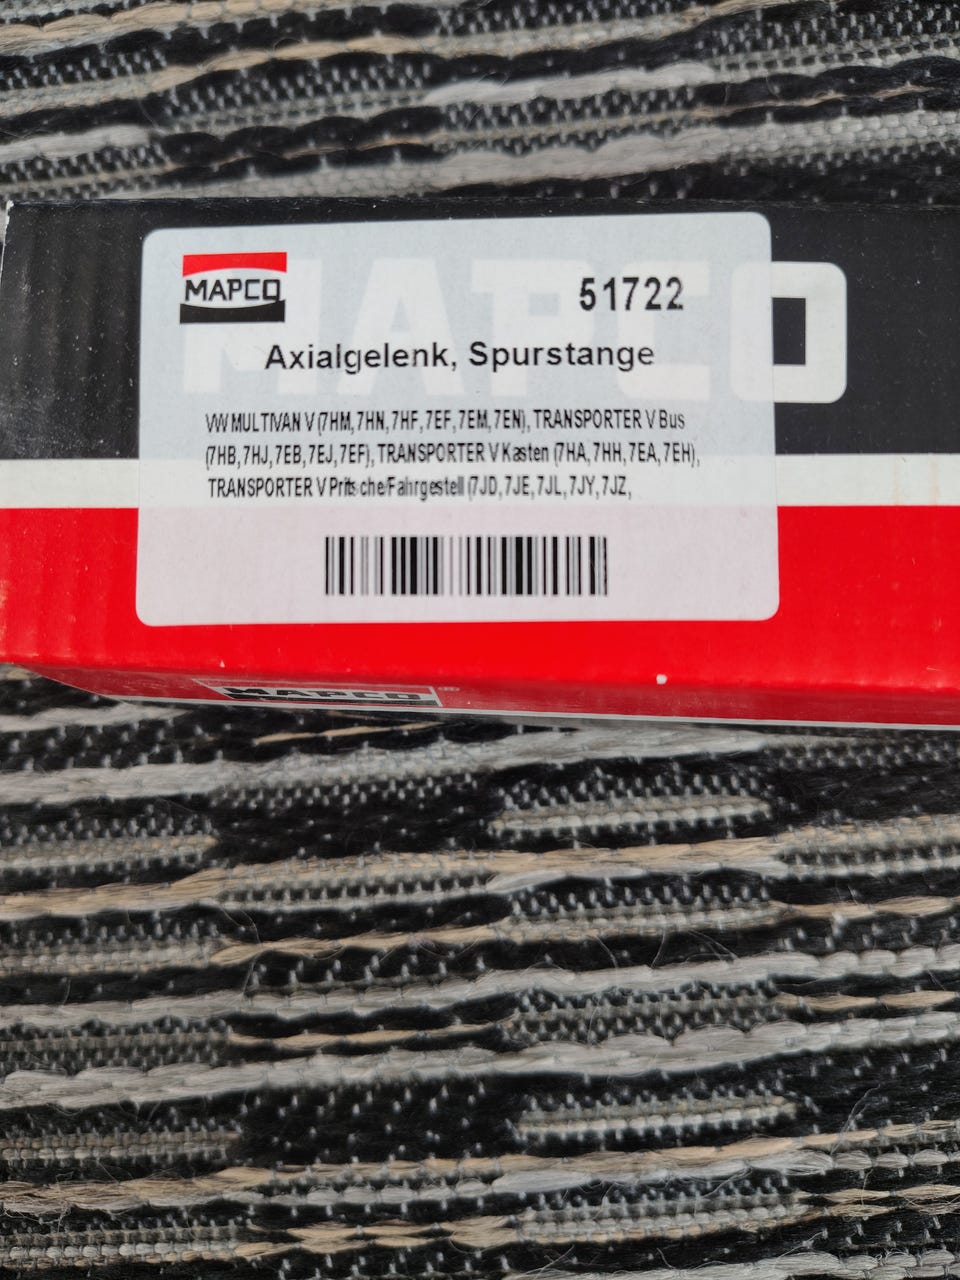 MAPCO
MAPCO
51722
Axialgelenk, Spurstange
VW MULTIVAN V (7HM, 7HN, 7HF, 7EF, 7EM, 7EN), TRANSPORTER V Bus
(7HB, 7HJ, 7EB, 7EJ, 7EF), TRANSPORTER V Kasten (7HA, 7HH, 7EA, 7EH),
TRANSPORTER V Pritsche/Fahrgestell (7JD, 7JE, 7JL, 7JY, 7JZ,
MAPCO ®